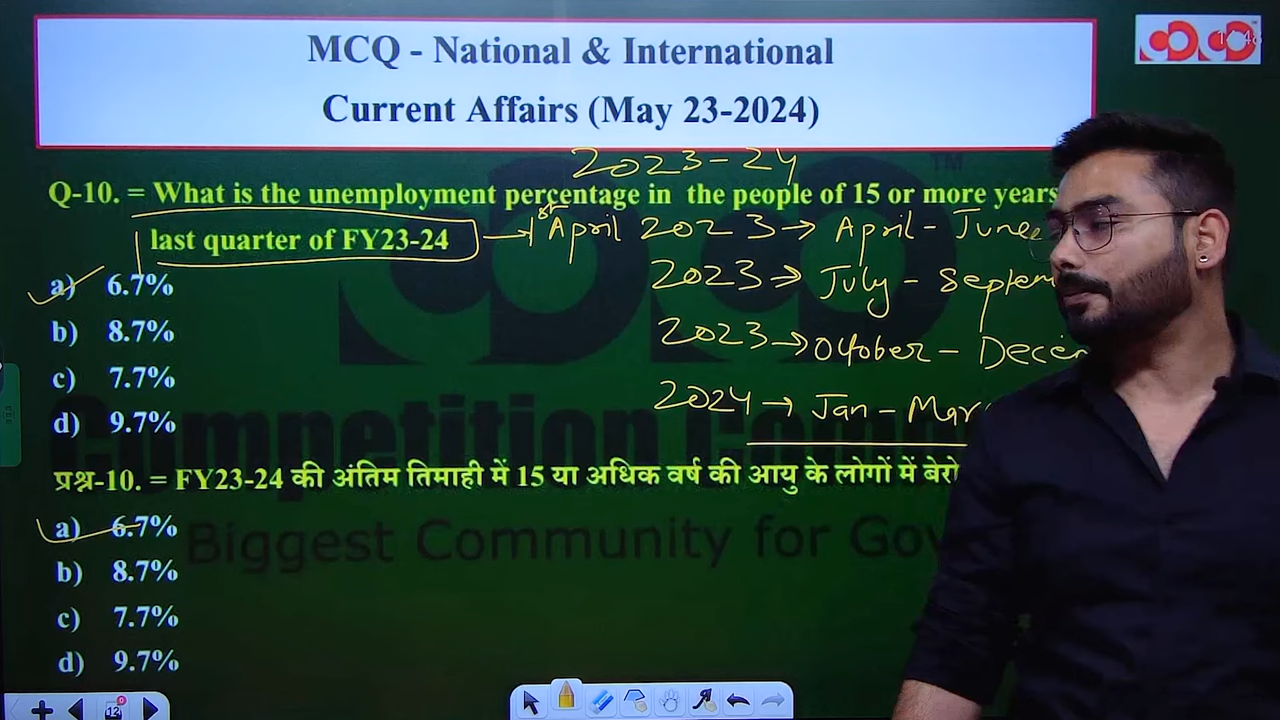 MCQ - National & International
Current Affairs (May 23-2024)
2023-24
Q-10. = What is the unemployment percentage in the people of 15 or more years
last quarter of FY23-24 → 1st April 2023 → April - June
2023 → July - Septem
a) 6.7%
b) 8.7%
2023 → October - Decem
c) 7.7%
2024 → Jan - Mar
d) 9.7%
प्रश्न-10. = FY23-24 की अंतिम तिमाही में 15 या अधिक वर्ष की आयु के लोगों में बेरो
a) 6.7%
Biggest Community for Gov
b) 8.7%
c) 7.7%
d) 9.7%
12